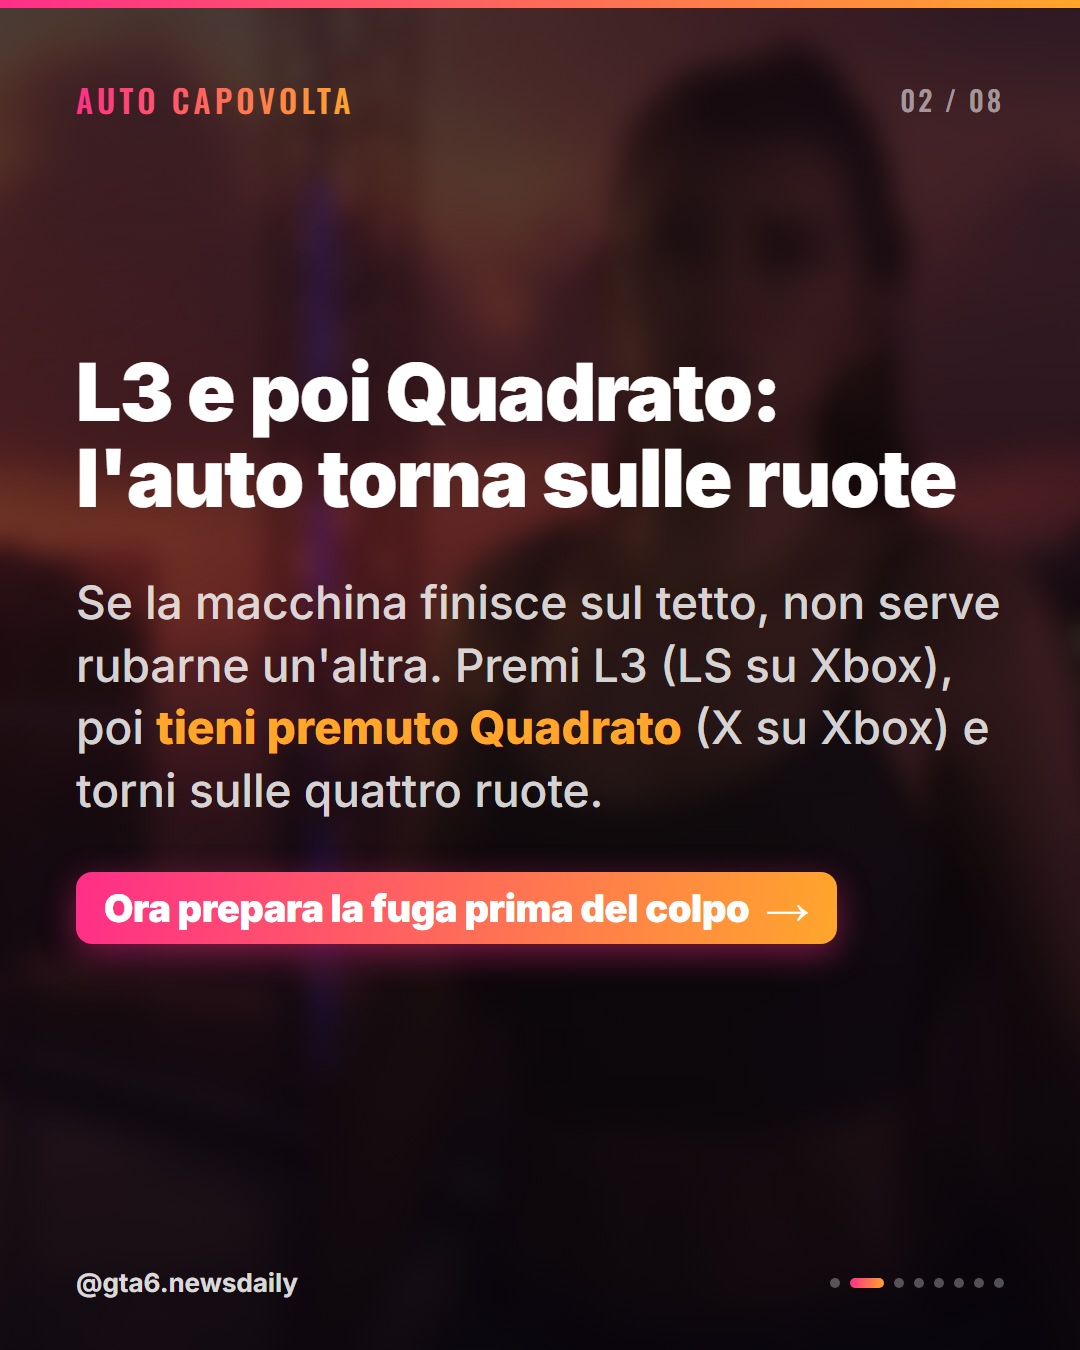 AUTO CAPOVOLTA
02 / 08
L3 e poi Quadrato:
l'auto torna sulle ruote
Se la macchina finisce sul tetto, non serve
rubarne un'altra. Premi L3 (LS su Xbox),
poi tieni premuto Quadrato (X su Xbox) e
torni sulle quattro ruote.
Ora prepara la fuga prima del colpo →
@gta6.newsdaily